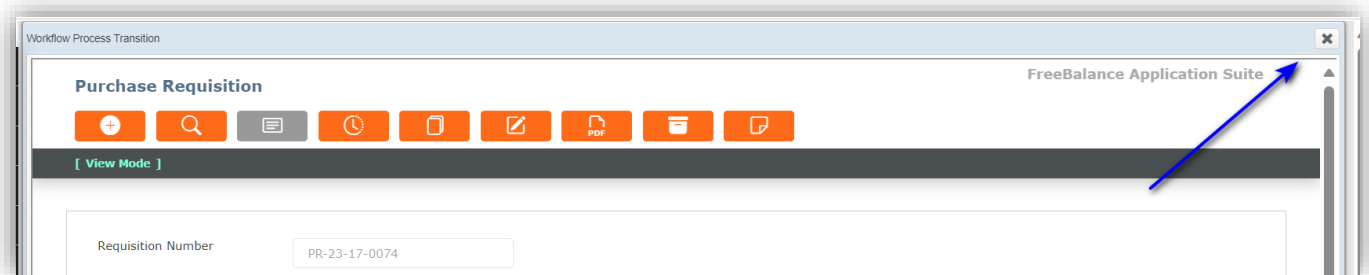 Workflow Process Transition
FreeBalance Application Suite
Purchase Requisition
PDF
[ View Mode ]
Requisition Number
PR-23-17-0074